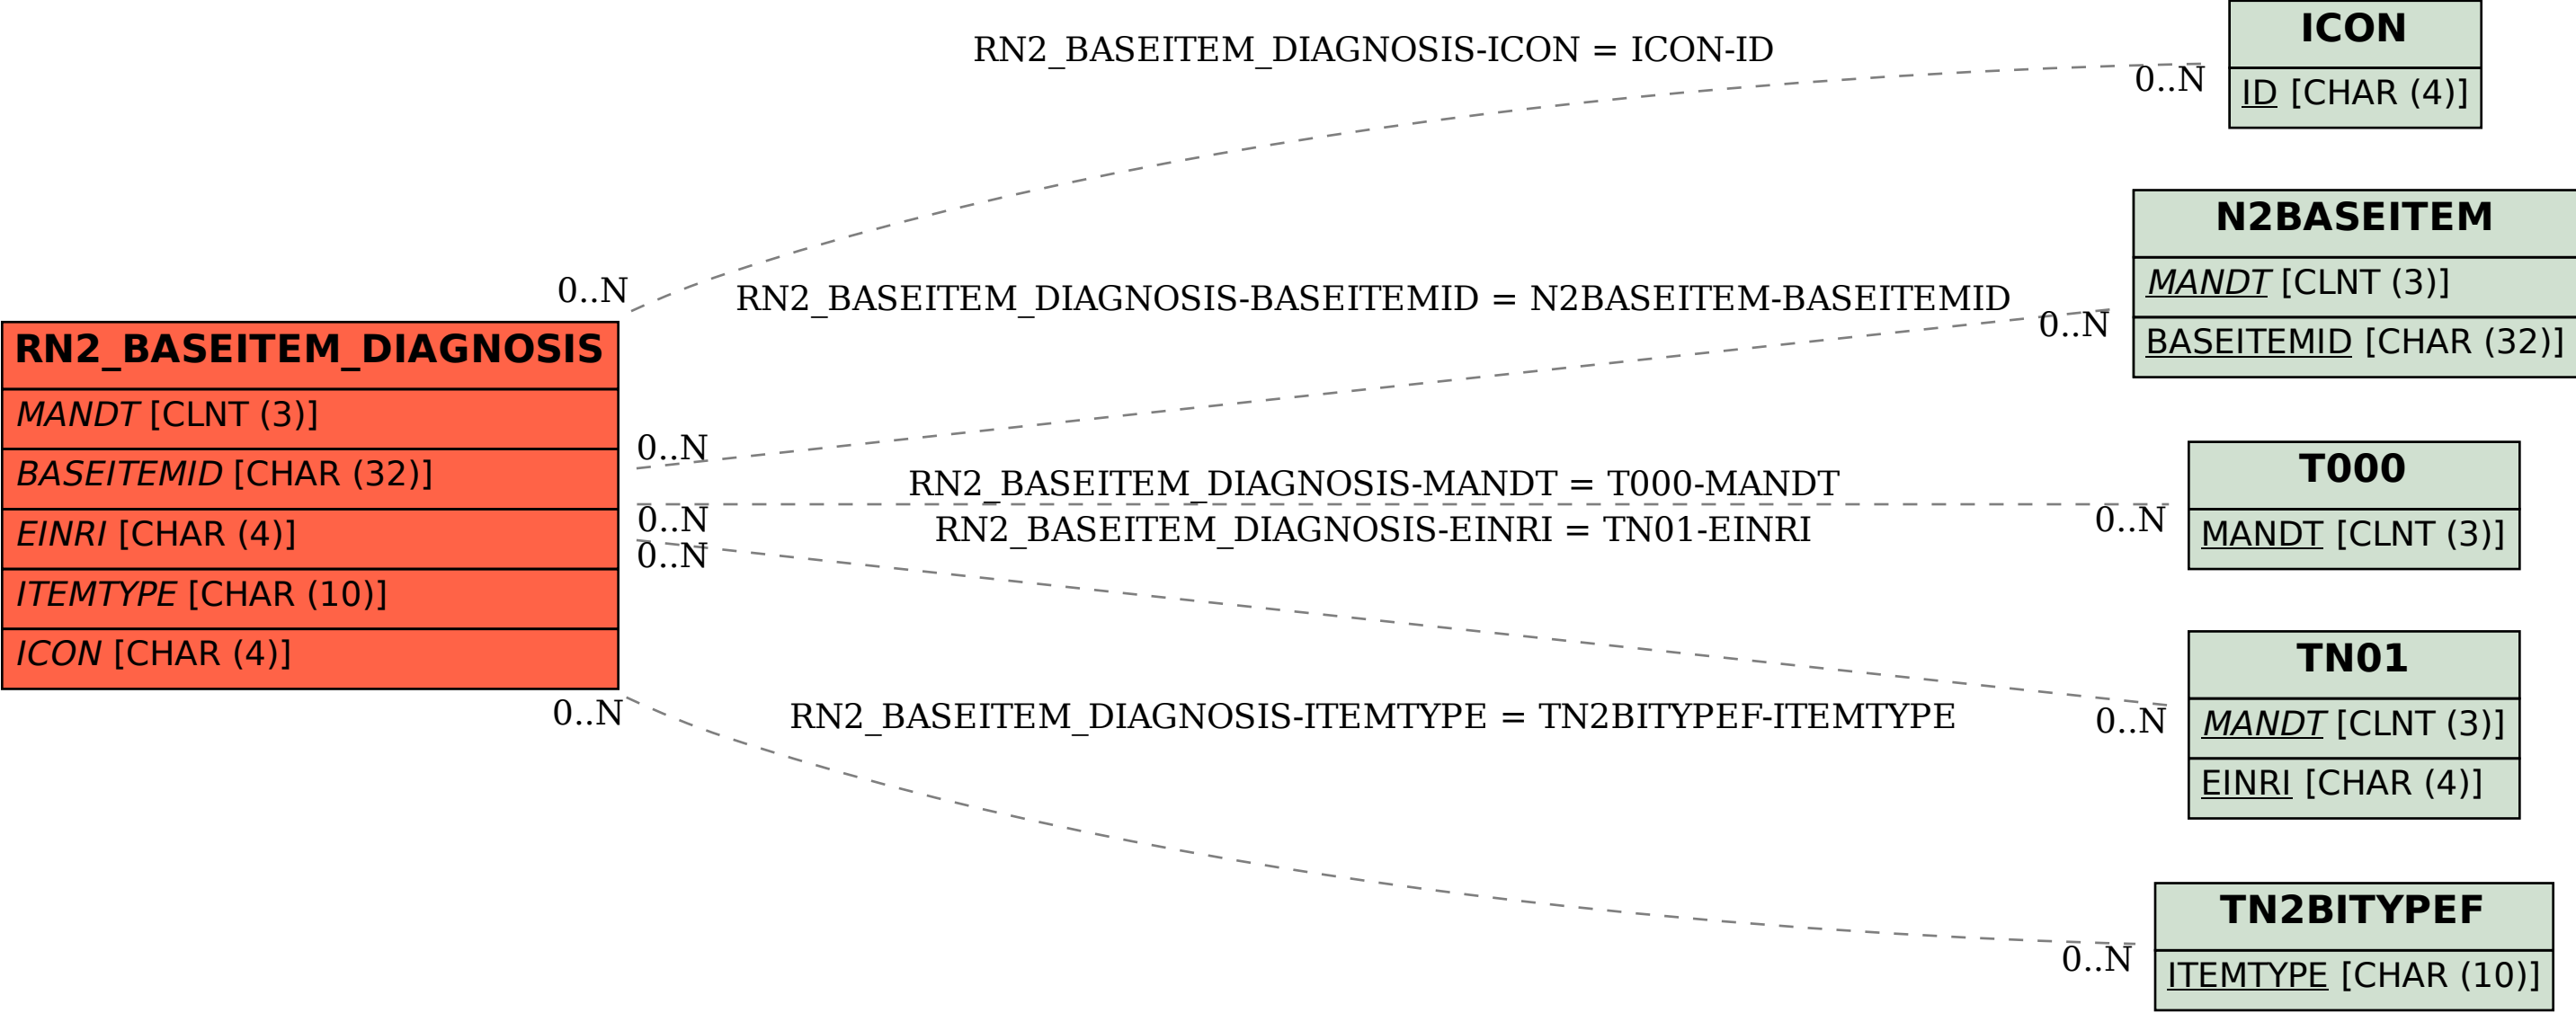 ICON
ID [CHAR (4)]
RN2_BASEITEM_DIAGNOSIS-ICON = ICON-ID
0..N
0..N
N2BASEITEM
MANDT [CLNT (3)]
BASEITEMID [CHAR (32)]
RN2_BASEITEM_DIAGNOSIS-BASEITEMID = N2BASEITEM-BASEITEMID
0..N
0..N
RN2_BASEITEM_DIAGNOSIS
MANDT [CLNT (3)]
BASEITEMID [CHAR (32)]
EINRI [CHAR (4)]
ITEMTYPE [CHAR (10)]
ICON [CHAR (4)]
RN2_BASEITEM_DIAGNOSIS-MANDT = T000-MANDT
0..N
0..N
T000
MANDT [CLNT (3)]
RN2_BASEITEM_DIAGNOSIS-EINRI = TN01-EINRI
0..N
0..N
TN01
MANDT [CLNT (3)]
EINRI [CHAR (4)]
RN2_BASEITEM_DIAGNOSIS-ITEMTYPE = TN2BITYPEF-ITEMTYPE
0..N
0..N
TN2BITYPEF
ITEMTYPE [CHAR (10)]